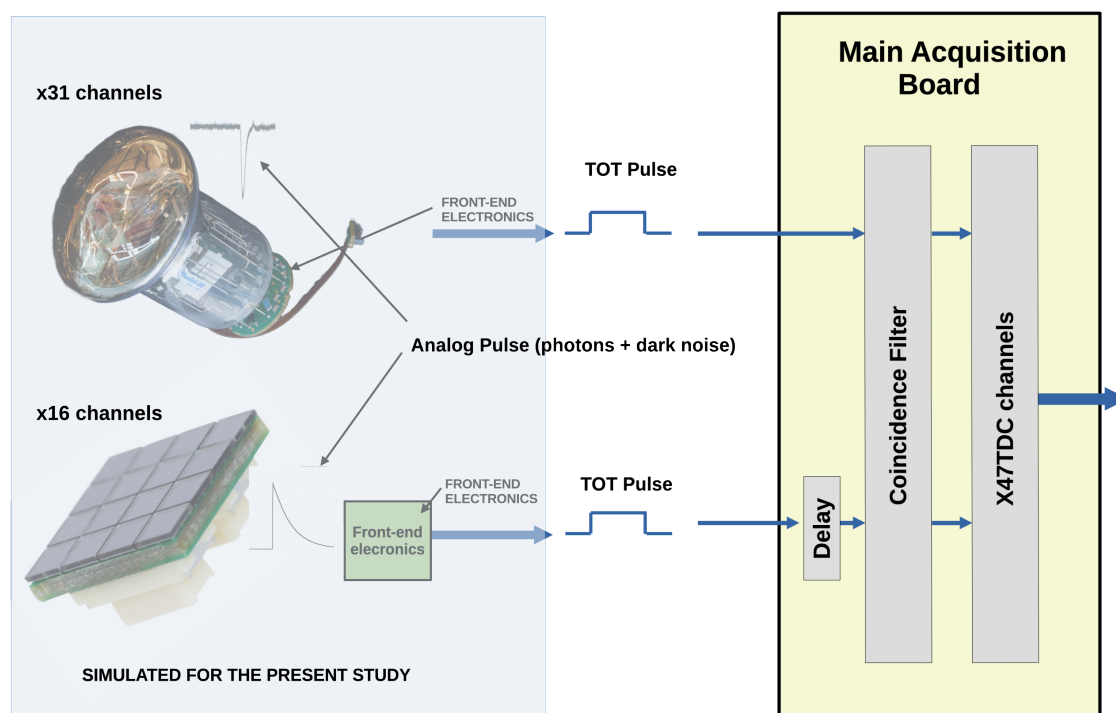 Main Acquisition
Board
x31 channels
TOT Pulse
FRONT-END
ELECTRONICS
Analog Pulse (photons + dark noise)
x16 channels
FRONT-END
ELECTRONICS
TOT Pulse
Front-end
elecronics
Delay
Coincidence Filter
X47TDC channels
SIMULATED FOR THE PRESENT STUDY